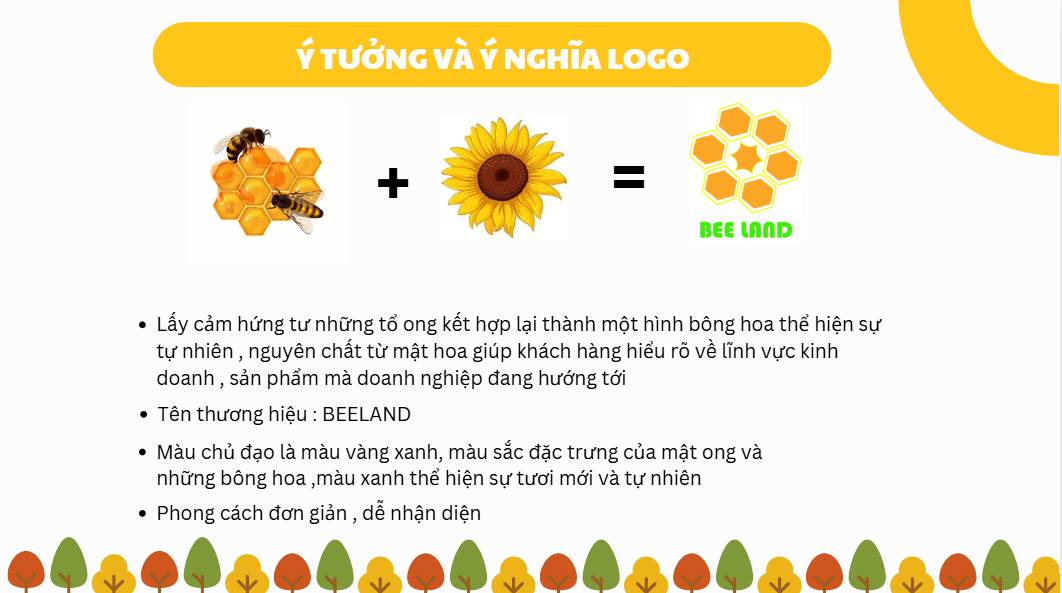 Ý TƯỞNG VÀ Ý NGHĨA LOGO
+
=
BEE LAND
• Lấy cảm hứng tư những tổ ong kết hợp lại thành một hình bông hoa thể hiện sự
tự nhiên , nguyên chất từ mật hoa giúp khách hàng hiểu rõ về lĩnh vực kinh
doanh , sản phẩm mà doanh nghiệp đang hướng tới
• Tên thương hiệu : BEELAND
• Màu chủ đạo là màu vàng xanh, màu sắc đặc trưng của mật ong và
những bông hoa ,màu xanh thể hiện sự tươi mới và tự nhiên
• Phong cách đơn giản , dễ nhận diện